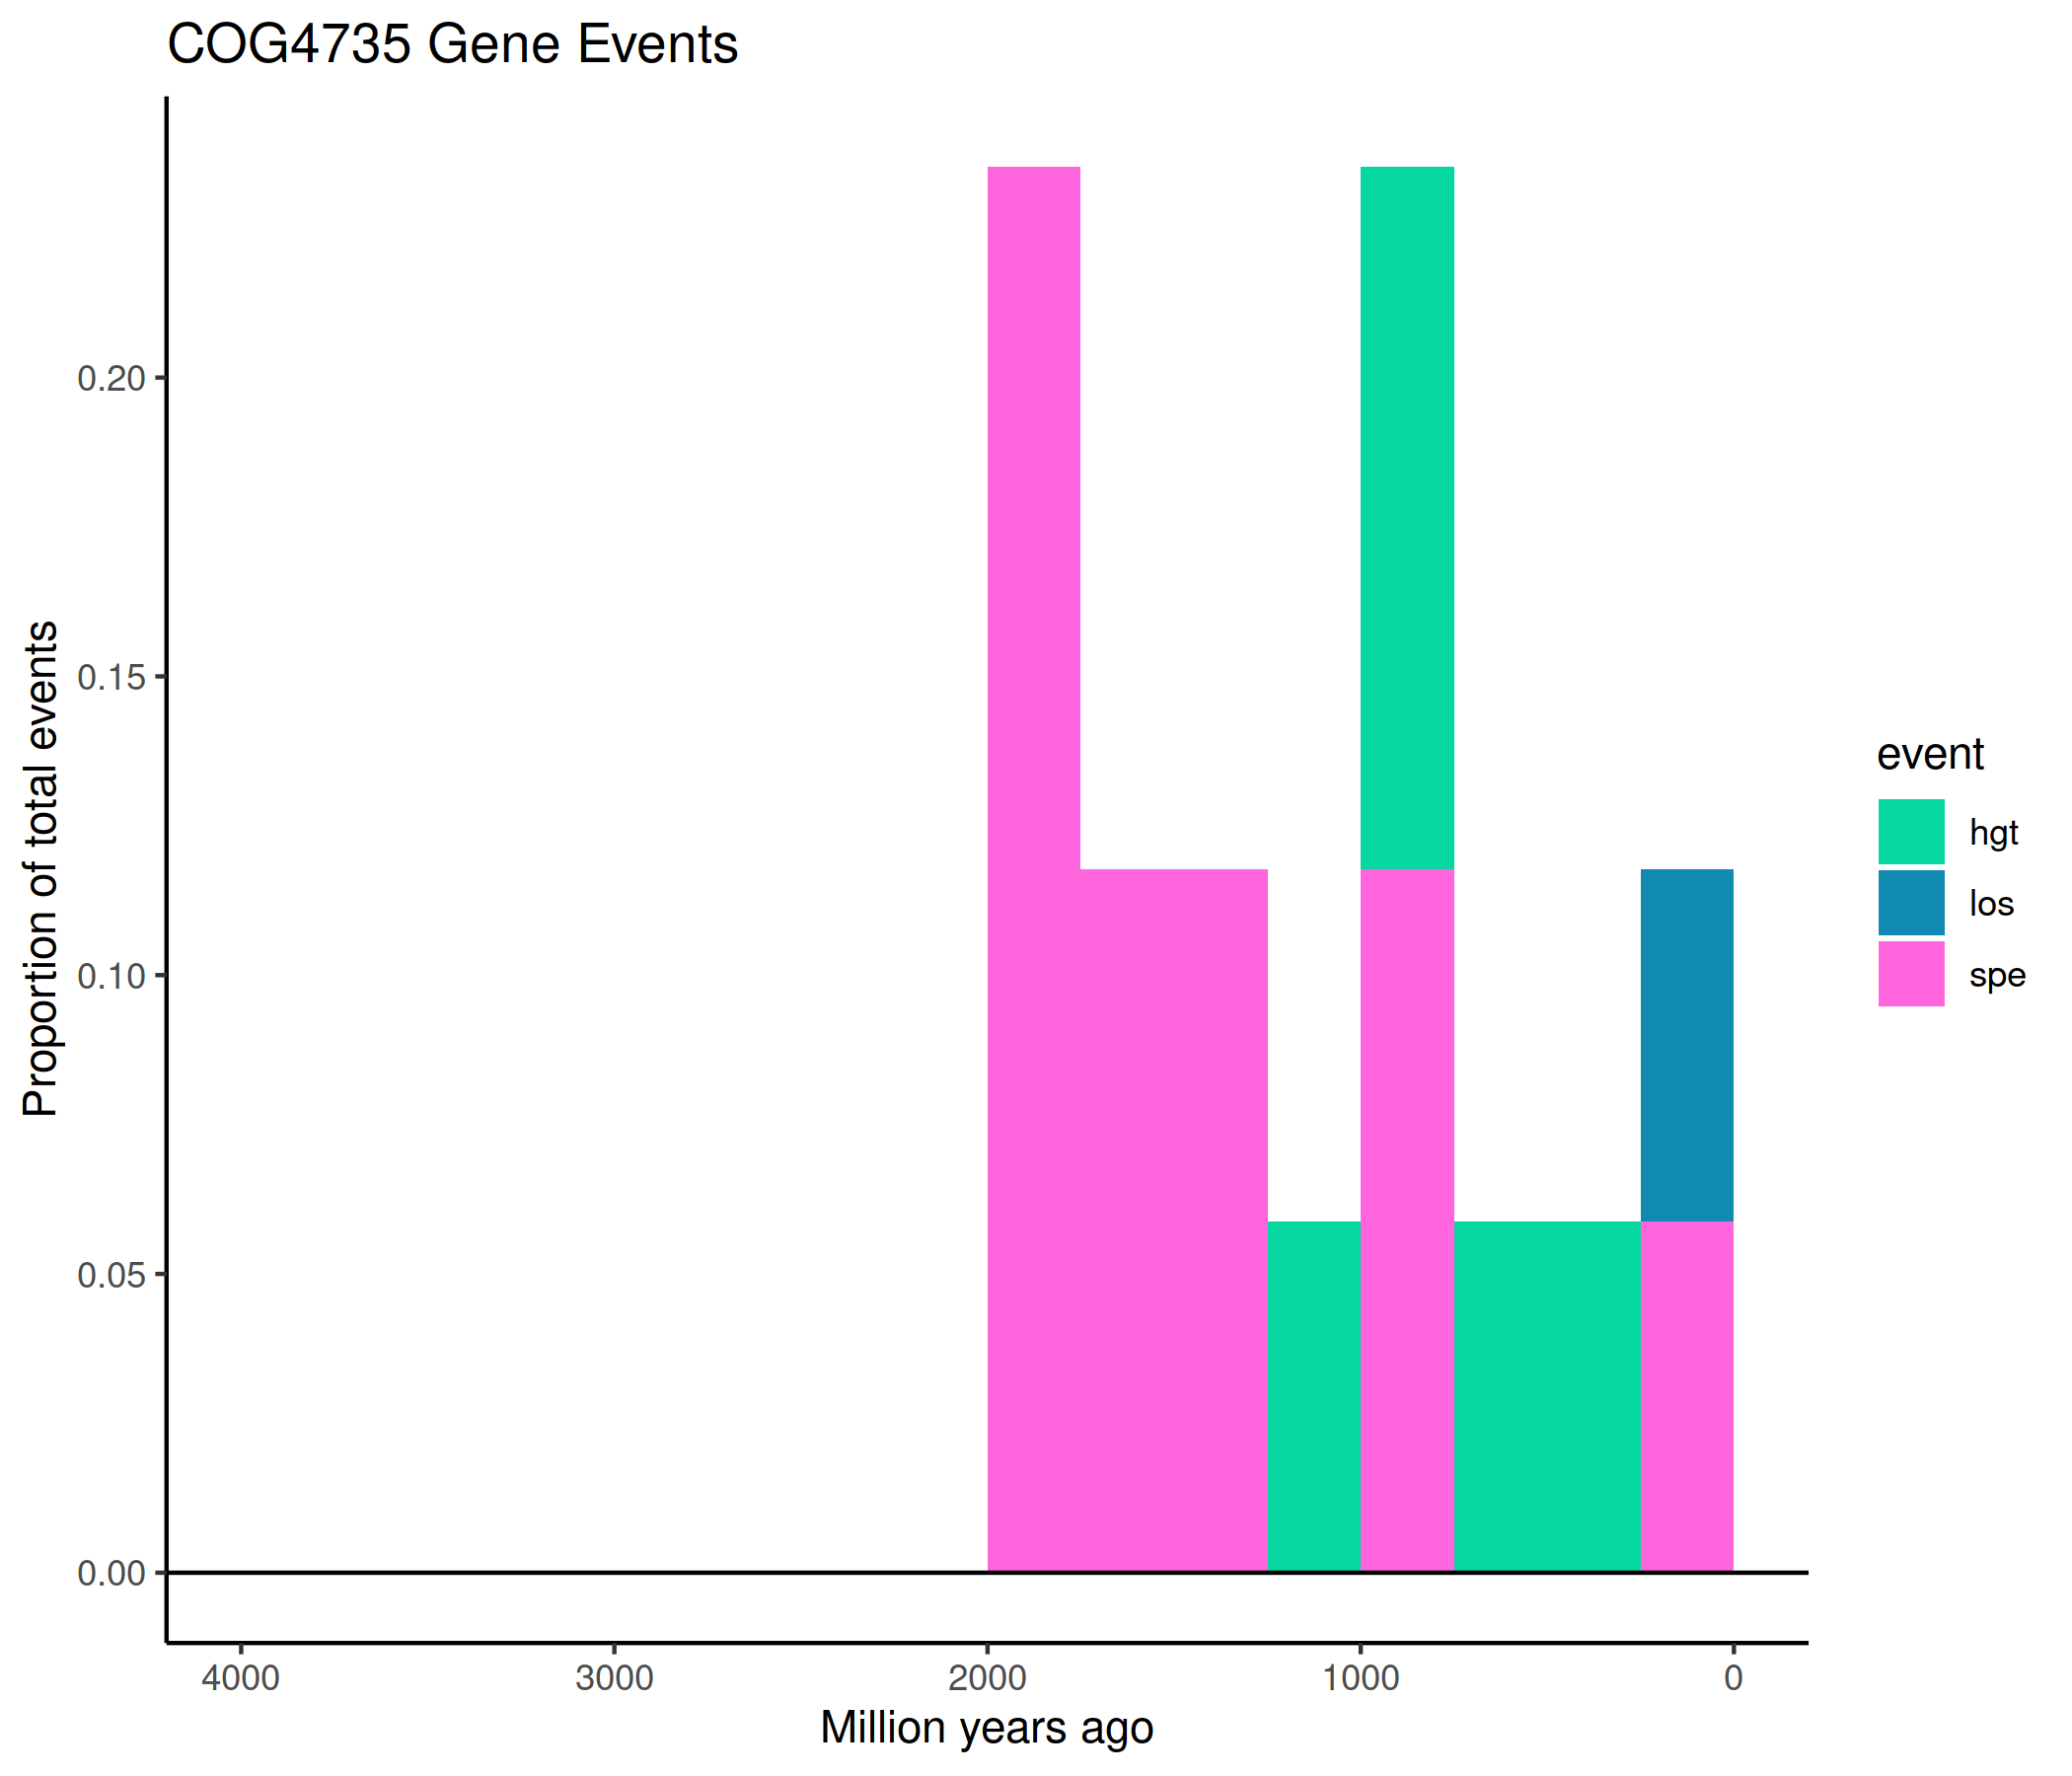 COG4735 Gene Events
Proportion of total events
0.20
0.15
0.10
0.05
0.00
4000 3000 2000 1000 0
Million years ago
event
hgt
los
spe